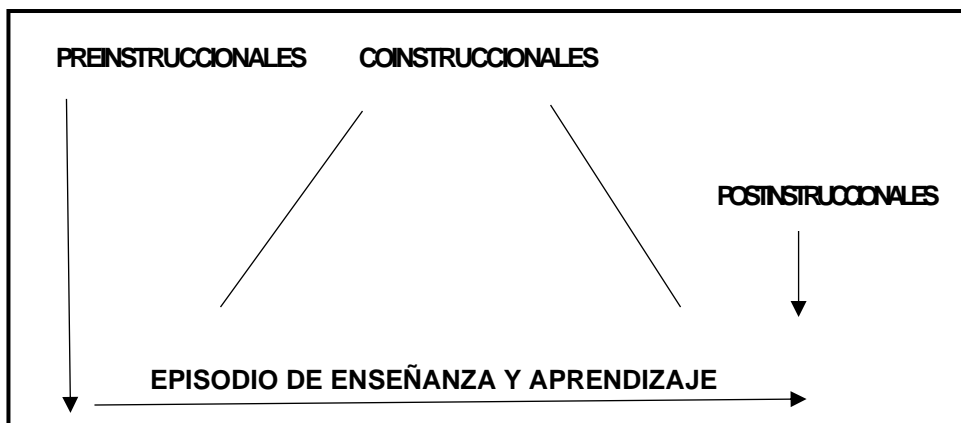 PREINSTRUCCIONALES COINSTRUCCIONALES
POSTINSTRUCCIONALES
EPISODIO DE ENSEÑANZA Y APRENDIZAJE